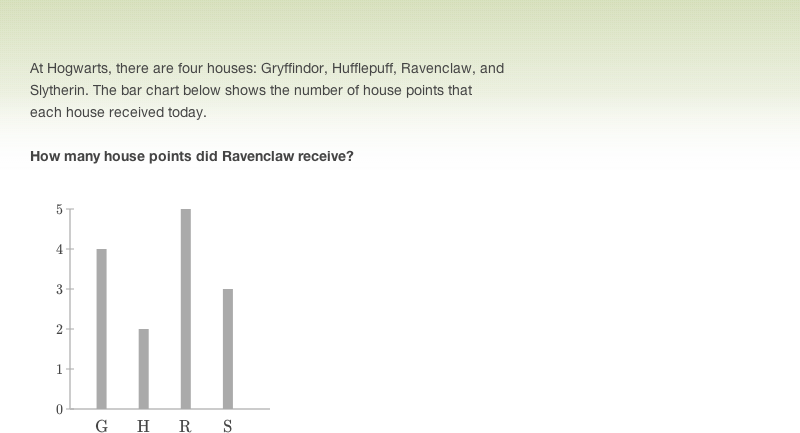 At Hogwarts, there are four houses: Gryffindor, Hufflepuff, Ravenclaw, and
Slytherin. The bar chart below shows the number of house points that
each house received today.
How many house points did Ravenclaw receive?
5
4
3
2
1
0
G H R S